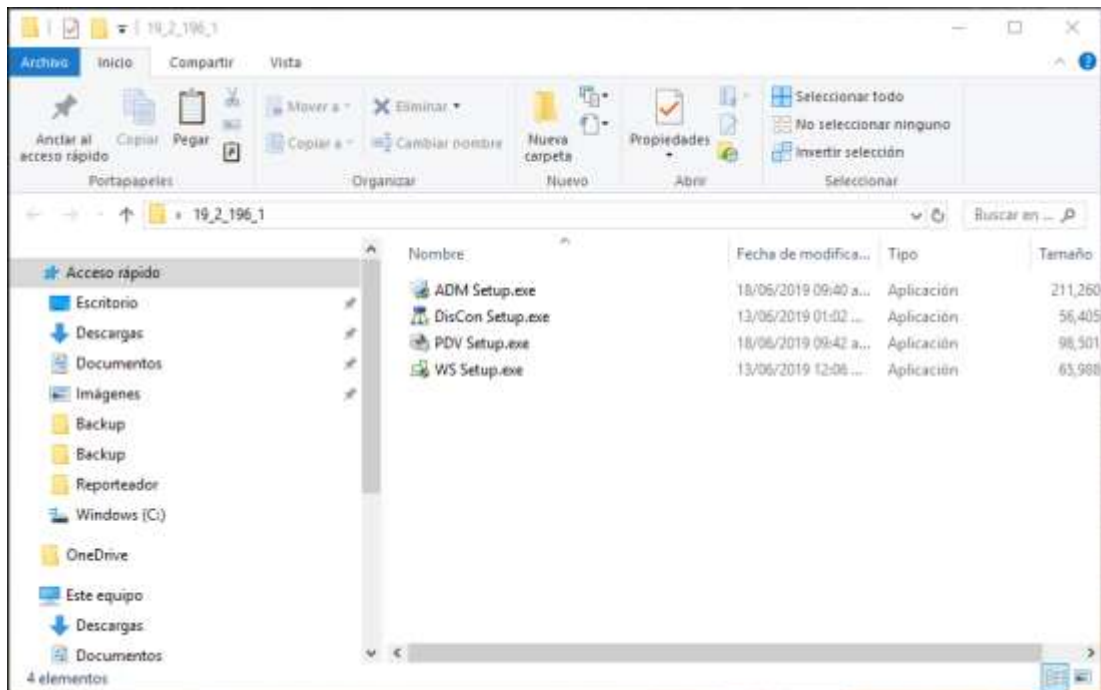 19_2_196_1
Archivo Inicio Compartir Vista
Anclar al acceso rápido
Copiar
Pegar
Mover a
Copiar a
Eliminar
Cambiar nombre
Nueva carpeta
Propiedades
Seleccionar todo
No seleccionar ninguno
Invertir selección
Portapapeles Organizar Nuevo Abrir Seleccionar
19_2_196_1 Buscar en ...
Nombre Fecha de modifica... Tipo Tamaño
ADM Setup.exe 18/06/2019 09:40 a... Aplicación 211,260
DisCon Setup.exe 13/06/2019 01:02 ... Aplicación 56,405
PDV Setup.exe 18/06/2019 09:42 a... Aplicación 98,501
WS Setup.exe 13/06/2019 12:06 ... Aplicación 65,988
Acceso rápido
Escritorio
Descargas
Documentos
Imágenes
Backup
Backup
Reporteador
Windows (C:)
OneDrive
Este equipo
Descargas
Documentos
4 elementos